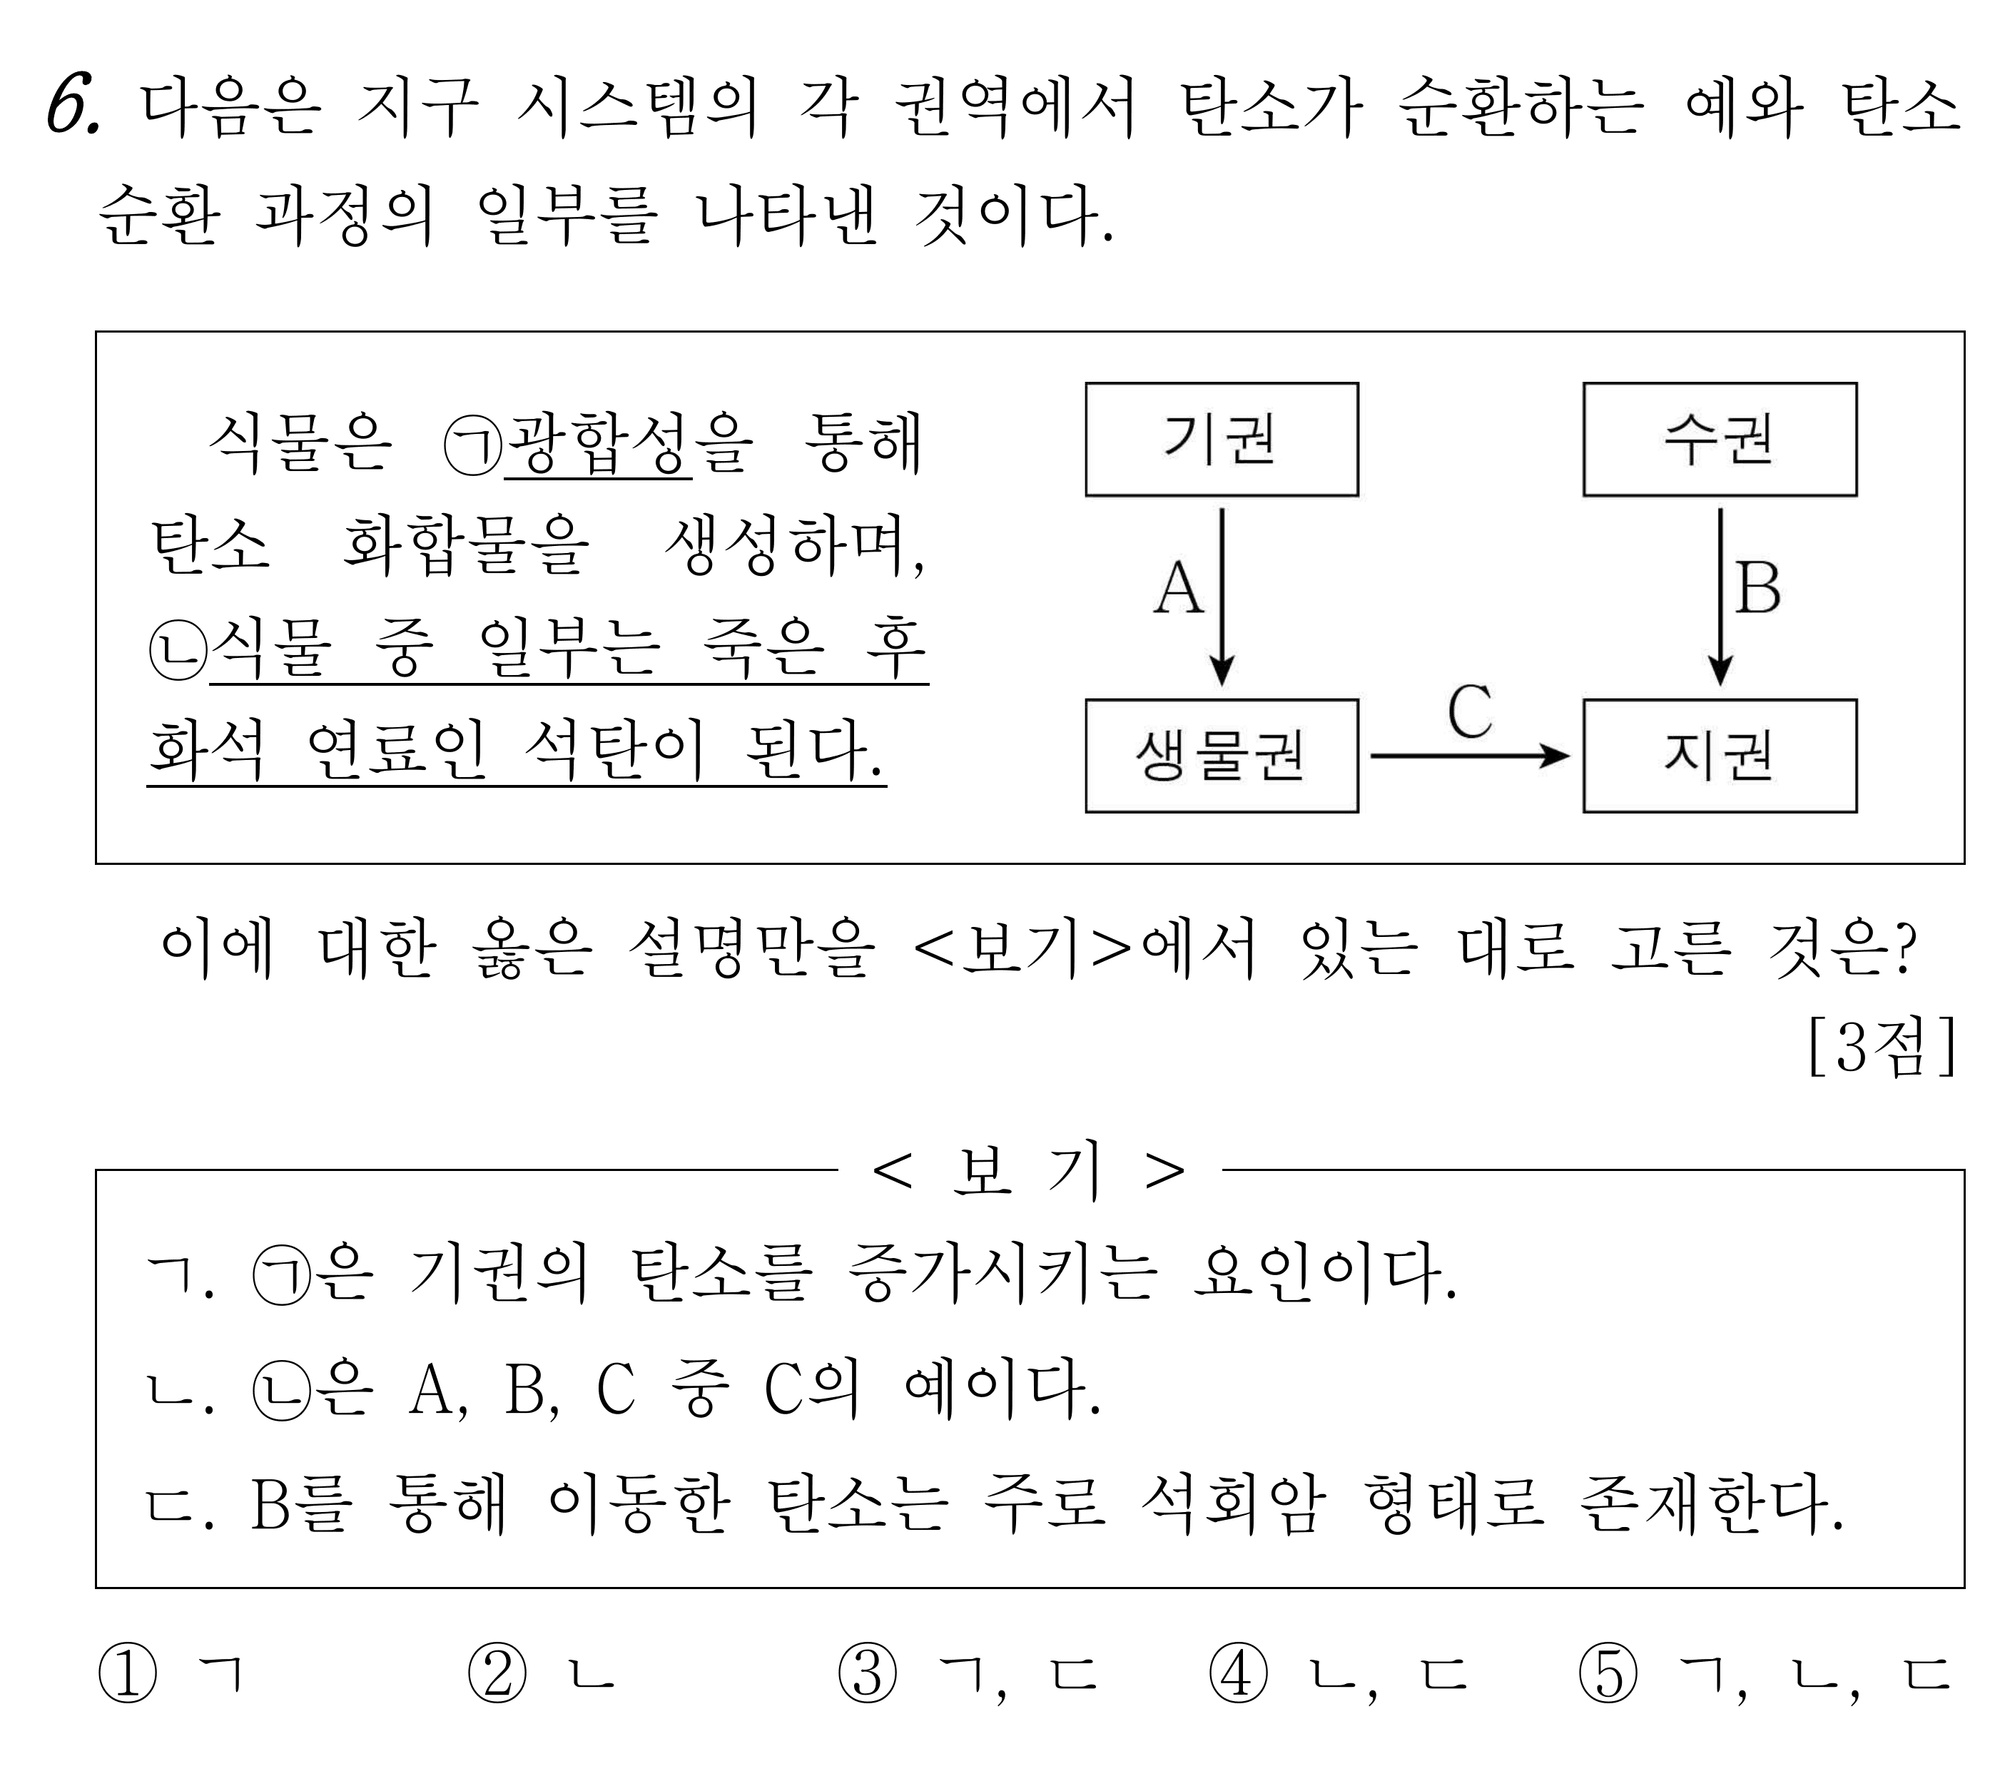 6. 다음은 지구 시스템의 각 권역에서 탄소가 순환하는 예와 탄소
순환 과정의 일부를 나타낸 것이다.
식물은 ㉠광합성을 통해
탄소 화합물을 생성하며,
㉡식물 중 일부는 죽은 후
화석 연료인 석탄이 된다.
기권 수권
A B
C
생물권 지권
이에 대한 옳은 설명만을 <보기>에서 있는 대로 고른 것은?
[3점]
< 보 기 >
ㄱ. ㉠은 기권의 탄소를 증가시키는 요인이다.
ㄴ. ㉡은 A, B, C 중 C의 예이다.
ㄷ. B를 통해 이동한 탄소는 주로 석회암 형태로 존재한다.
① ㄱ ② ㄴ ③ ㄱ, ㄷ ④ ㄴ, ㄷ ⑤ ㄱ, ㄴ, ㄷ